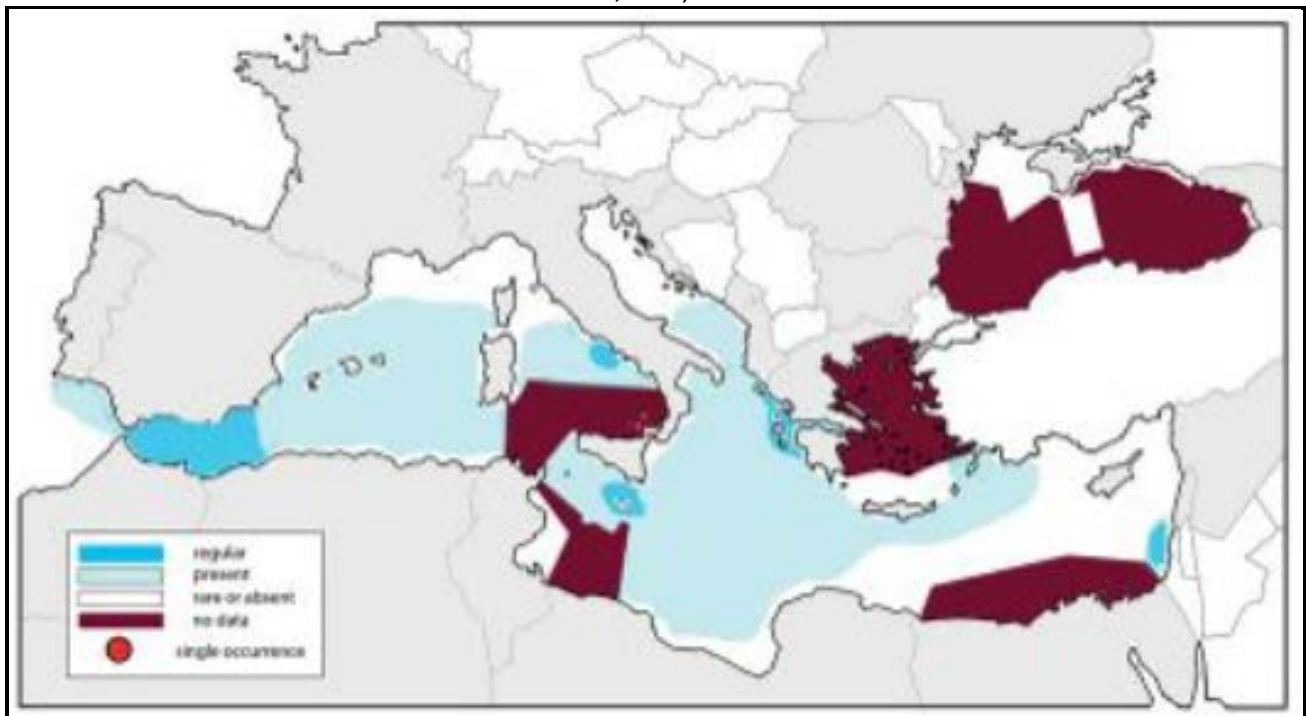 regular
present
rare or absent
no data
single occurrence